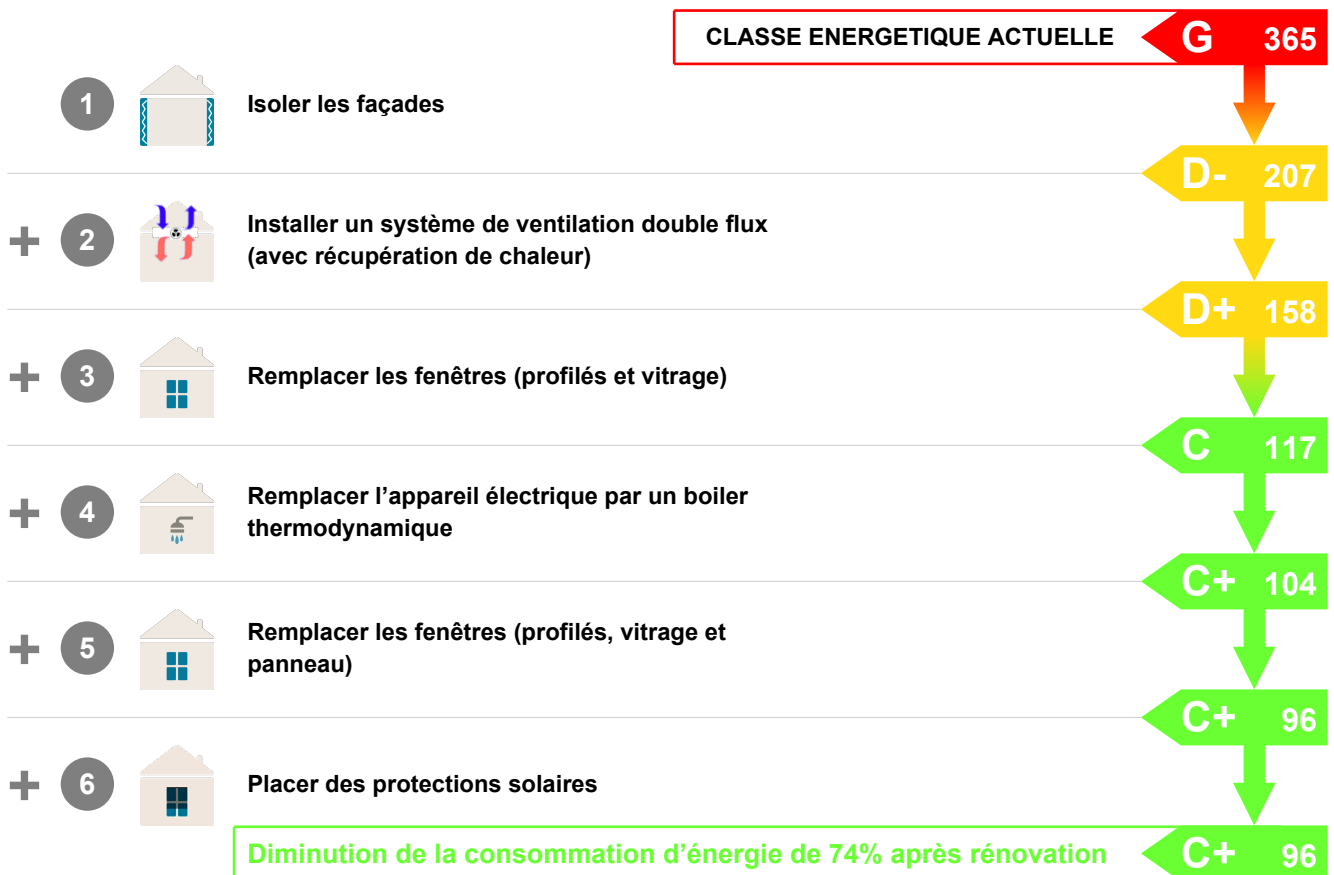 CLASSE ENERGETIQUE ACTUELLE G 365
1 Isoler les façades
D- 207
+ 2 Installer un système de ventilation double flux
(avec récupération de chaleur)
D+ 158
+ 3 Remplacer les fenêtres (profilés et vitrage)
C 117
+ 4 Remplacer l’appareil électrique par un boiler
thermodynamique
C+ 104
+ 5 Remplacer les fenêtres (profilés, vitrage et
panneau)
C+ 96
+ 6 Placer des protections solaires
Diminution de la consommation d’énergie de 74% après rénovation C+ 96